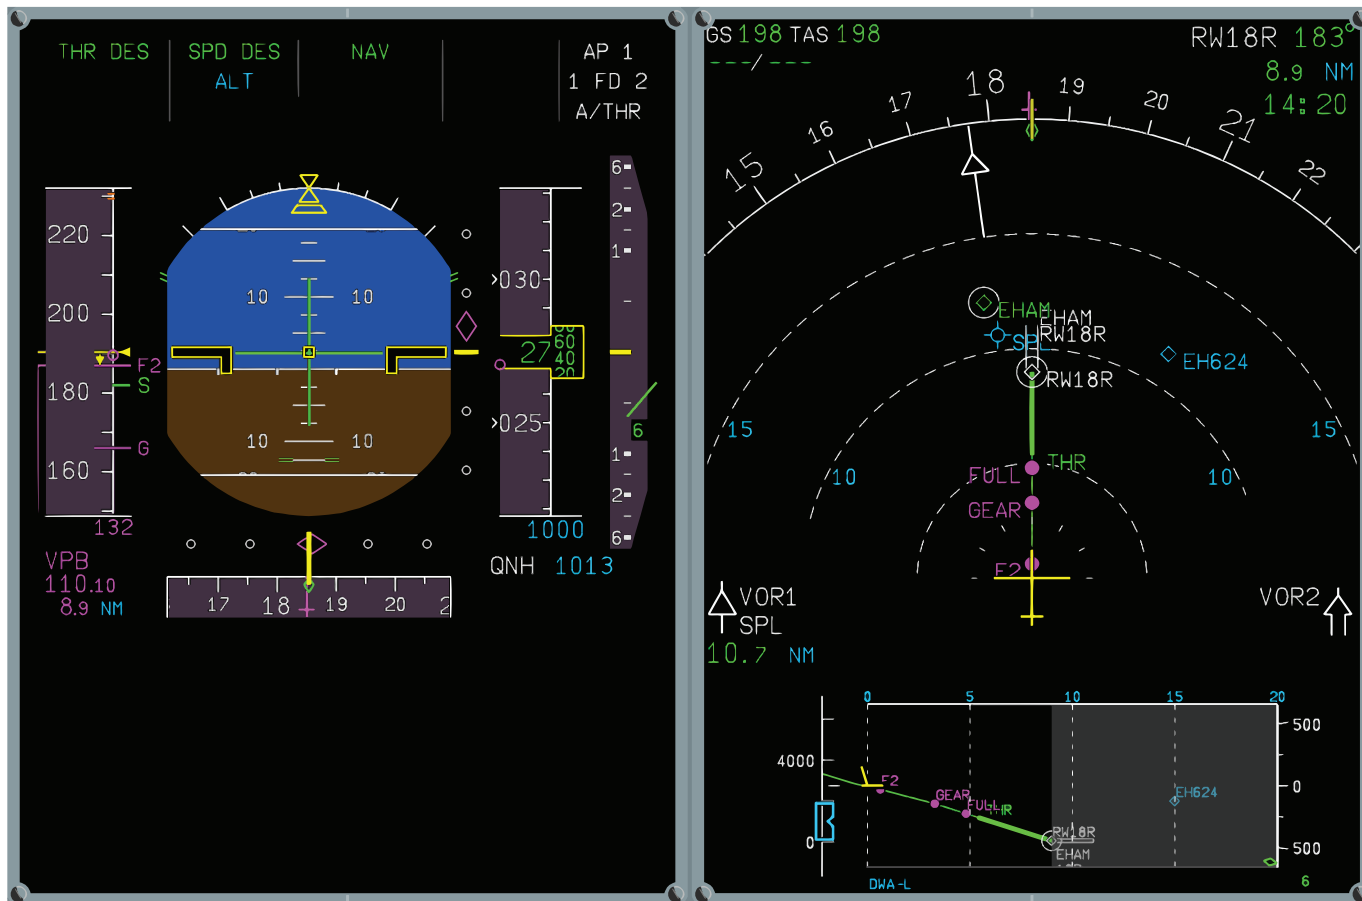 THR DES SPD DES NAV AP 1
ALT 1 FD 2
A/THR
220
200
180
160
F2
S
G
132
VPB
110.10
8.9 NM
10 10
10 10
030
025
27
60
40
20
1000
QNH 1013
6
2
1
6
1
2
6
17 18 19 20 2
GS 198 TAS 198
---/---
RW18R 183°
8.9 NM
14:20
15 16 17 18 19 20 21 22
EHAM
EHAM
RW18R
SPL
EH624
RW18R
15 15
10 10
THR
FULL
GEAR
F2
VOR1
SPL
10.7 NM
VOR2
0 5 10 15 20
4000
0
500
0
500
F2
GEAR
FULL
THR
RW18R
EHAM
EH624
DWA-L
6